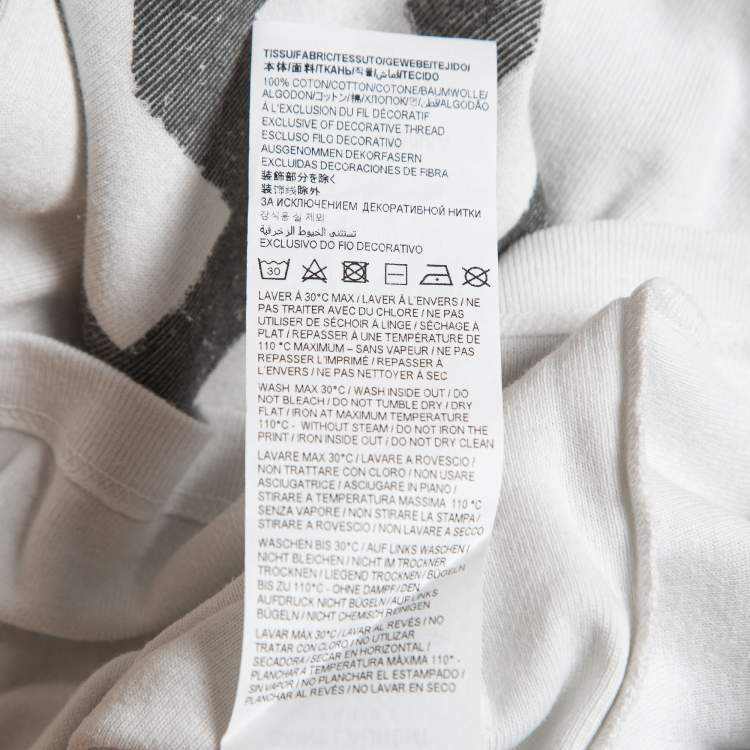 TISSU/FABRIC/TESSUTO/GEWEBE/TEJIDO/
本体/面料/ТКАНЬ/직물/قماش/TECIDO
100% COTON/COTTON/COTONE/BAUMWOLLE/
ALGODON/コットン/棉/ХЛОПОК/면/قطن/ALGODÃO
À L'EXCLUSION DU FIL DÉCORATIF
EXCLUSIVE OF DECORATIVE THREAD
ESCLUSO FILO DECORATIVO
AUSGENOMMEN DEKORFASERN
EXCLUIDAS DECORACIONES DE FIBRA
装飾部分を除く
装饰线除外
ЗА ИСКЛЮЧЕНИЕМ ДЕКОРАТИВНОЙ НИТКИ
장식용 실 제외
تستثنى الخيوط الزخرفية
EXCLUSIVO DO FIO DECORATIVO
30
LAVER À 30°C MAX / LAVER À L'ENVERS / NE
PAS TRAITER AVEC DU CHLORE / NE PAS
UTILISER DE SÉCHOIR À LINGE / SÉCHAGE À
PLAT / REPASSER À UNE TEMPÉRATURE DE
110 °C MAXIMUM – SANS VAPEUR / NE PAS
REPASSER L'IMPRIMÉ / REPASSER À
L'ENVERS / NE PAS NETTOYER À SEC
WASH MAX 30°C / WASH INSIDE OUT / DO
NOT BLEACH / DO NOT TUMBLE DRY / DRY
FLAT / IRON AT MAXIMUM TEMPERATURE
110°C - WITHOUT STEAM / DO NOT IRON THE
PRINT / IRON INSIDE OUT / DO NOT DRY CLEAN
LAVARE MAX 30°C / LAVARE A ROVESCIO /
NON TRATTARE CON CLORO / NON USARE
ASCIUGATRICE / ASCIUGARE IN PIANO /
STIRARE A TEMPERATURA MASSIMA 110 °C
SENZA VAPORE / NON STIRARE LA STAMPA /
STIRARE A ROVESCIO / NON LAVARE A SECCO
WASCHEN BIS 30°C / AUF LINKS WASCHEN /
NICHT BLEICHEN / NICHT IM TROCKNER
TROCKNEN / LIEGEND TROCKNEN / BÜGELN
BIS ZU 110°C - OHNE DAMPF / DEN
AUFDRUCK NICHT BÜGELN / AUF LINKS
BÜGELN / NICHT CHEMISCH REINIGEN
LAVAR MÁX 30°C / LAVAR AL REVÉS / NO
TRATAR CON CLORO / NO UTILIZAR
SECADORA / SECAR EN HORIZONTAL /
PLANCHAR A TEMPERATURA MÁXIMA 110° -
SIN VAPOR / NO PLANCHAR EL ESTAMPADO /
PLANCHAR AL REVÉS / NO LAVAR EN SECO